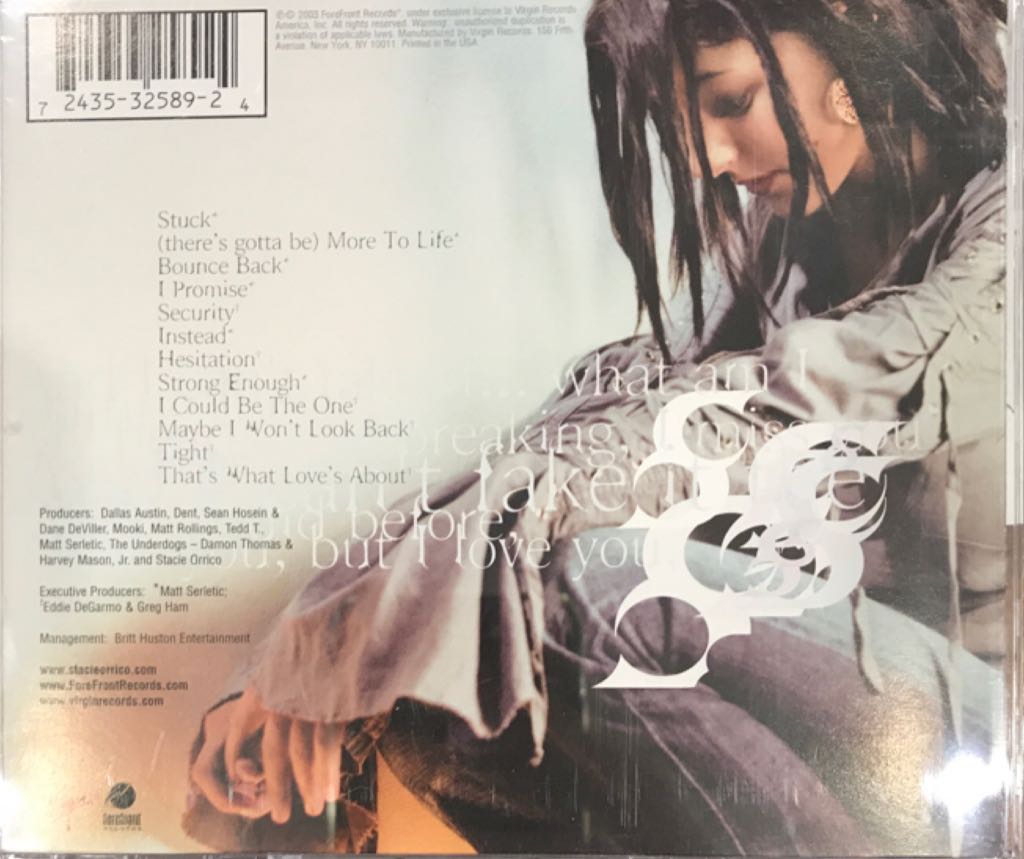 ℗© 2003 ForeFront Records®, under exclusive license to Virgin Records
America, Inc. All rights reserved. Warning: unauthorized duplication is
a violation of applicable laws. Manufactured by Virgin Records, 150 Fifth
Avenue, New York, NY 10011. Printed in the USA
7 2435-32589-2 4
Stuck*
(there's gotta be) More To Life*
Bounce Back*
I Promise*
Security†
Instead*
Hesitation†
Strong Enough*
I Could Be The One†
Maybe I Won't Look Back†
Tight†
That's What Love's About†
... what am I
breaking, I miss you
can't take
before,
you, but I love you
Producers: Dallas Austin, Dent, Sean Hosein &
Dane DeViller, Mooki, Matt Rollings, Tedd T.,
Matt Serletic, The Underdogs – Damon Thomas &
Harvey Mason, Jr. and Stacie Orrico
Executive Producers: *Matt Serletic;
†Eddie DeGarmo & Greg Ham
Management: Britt Huston Entertainment
www.stacieorrico.com
www.ForeFrontRecords.com
www.virginrecords.com
ForeFront
RECORDS